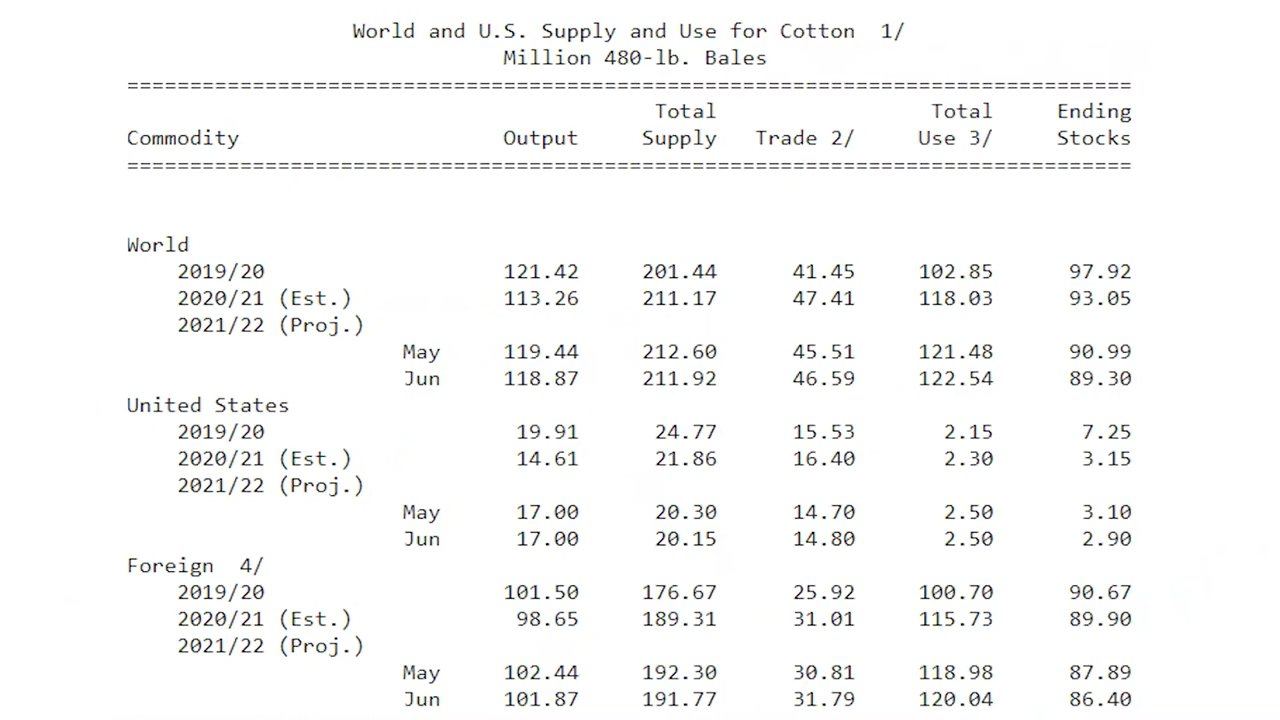 World and U.S. Supply and Use for Cotton 1/
Million 480-lb. Bales
===============================================================================
Total Total Ending
Commodity Output Supply Trade 2/ Use 3/ Stocks
===============================================================================
World
2019/20 121.42 201.44 41.45 102.85 97.92
2020/21 (Est.) 113.26 211.17 47.41 118.03 93.05
2021/22 (Proj.)
May 119.44 212.60 45.51 121.48 90.99
Jun 118.87 211.92 46.59 122.54 89.30
United States
2019/20 19.91 24.77 15.53 2.15 7.25
2020/21 (Est.) 14.61 21.86 16.40 2.30 3.15
2021/22 (Proj.)
May 17.00 20.30 14.70 2.50 3.10
Jun 17.00 20.15 14.80 2.50 2.90
Foreign 4/
2019/20 101.50 176.67 25.92 100.70 90.67
2020/21 (Est.) 98.65 189.31 31.01 115.73 89.90
2021/22 (Proj.)
May 102.44 192.30 30.81 118.98 87.89
Jun 101.87 191.77 31.79 120.04 86.40